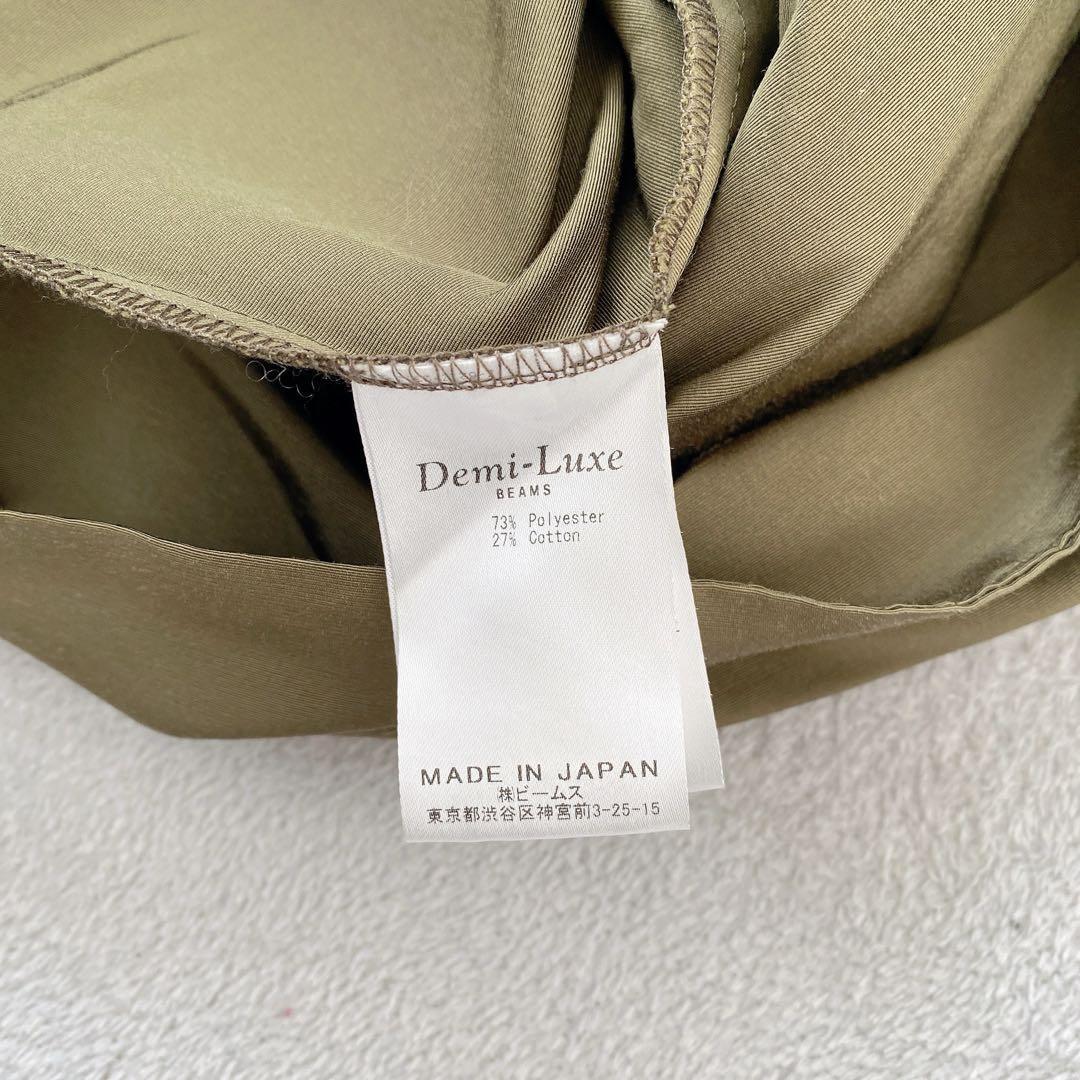 Demi-Luxe
BEAMS
73% Polyester
27% Cotton
MADE IN JAPAN
㈱ビームス
東京都渋谷区神宮前3-25-15